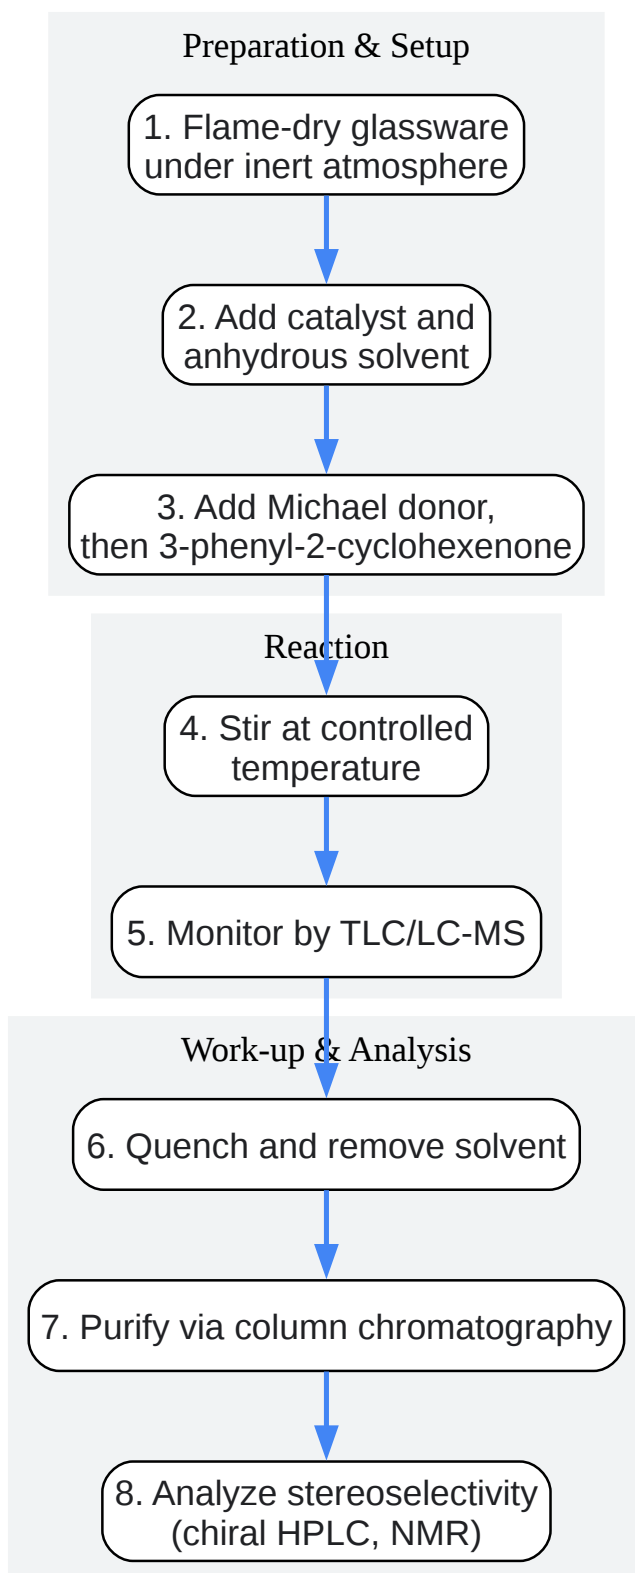 Preparation & Setup
1. Flame-dry glassware
under inert atmosphere
2. Add catalyst and
anhydrous solvent
3. Add Michael donor,
then 3-phenyl-2-cyclohexenone
Reaction
4. Stir at controlled
temperature
5. Monitor by TLC/LC-MS
Work-up & Analysis
6. Quench and remove solvent
7. Purify via column chromatography
8. Analyze stereoselectivity
(chiral HPLC, NMR)